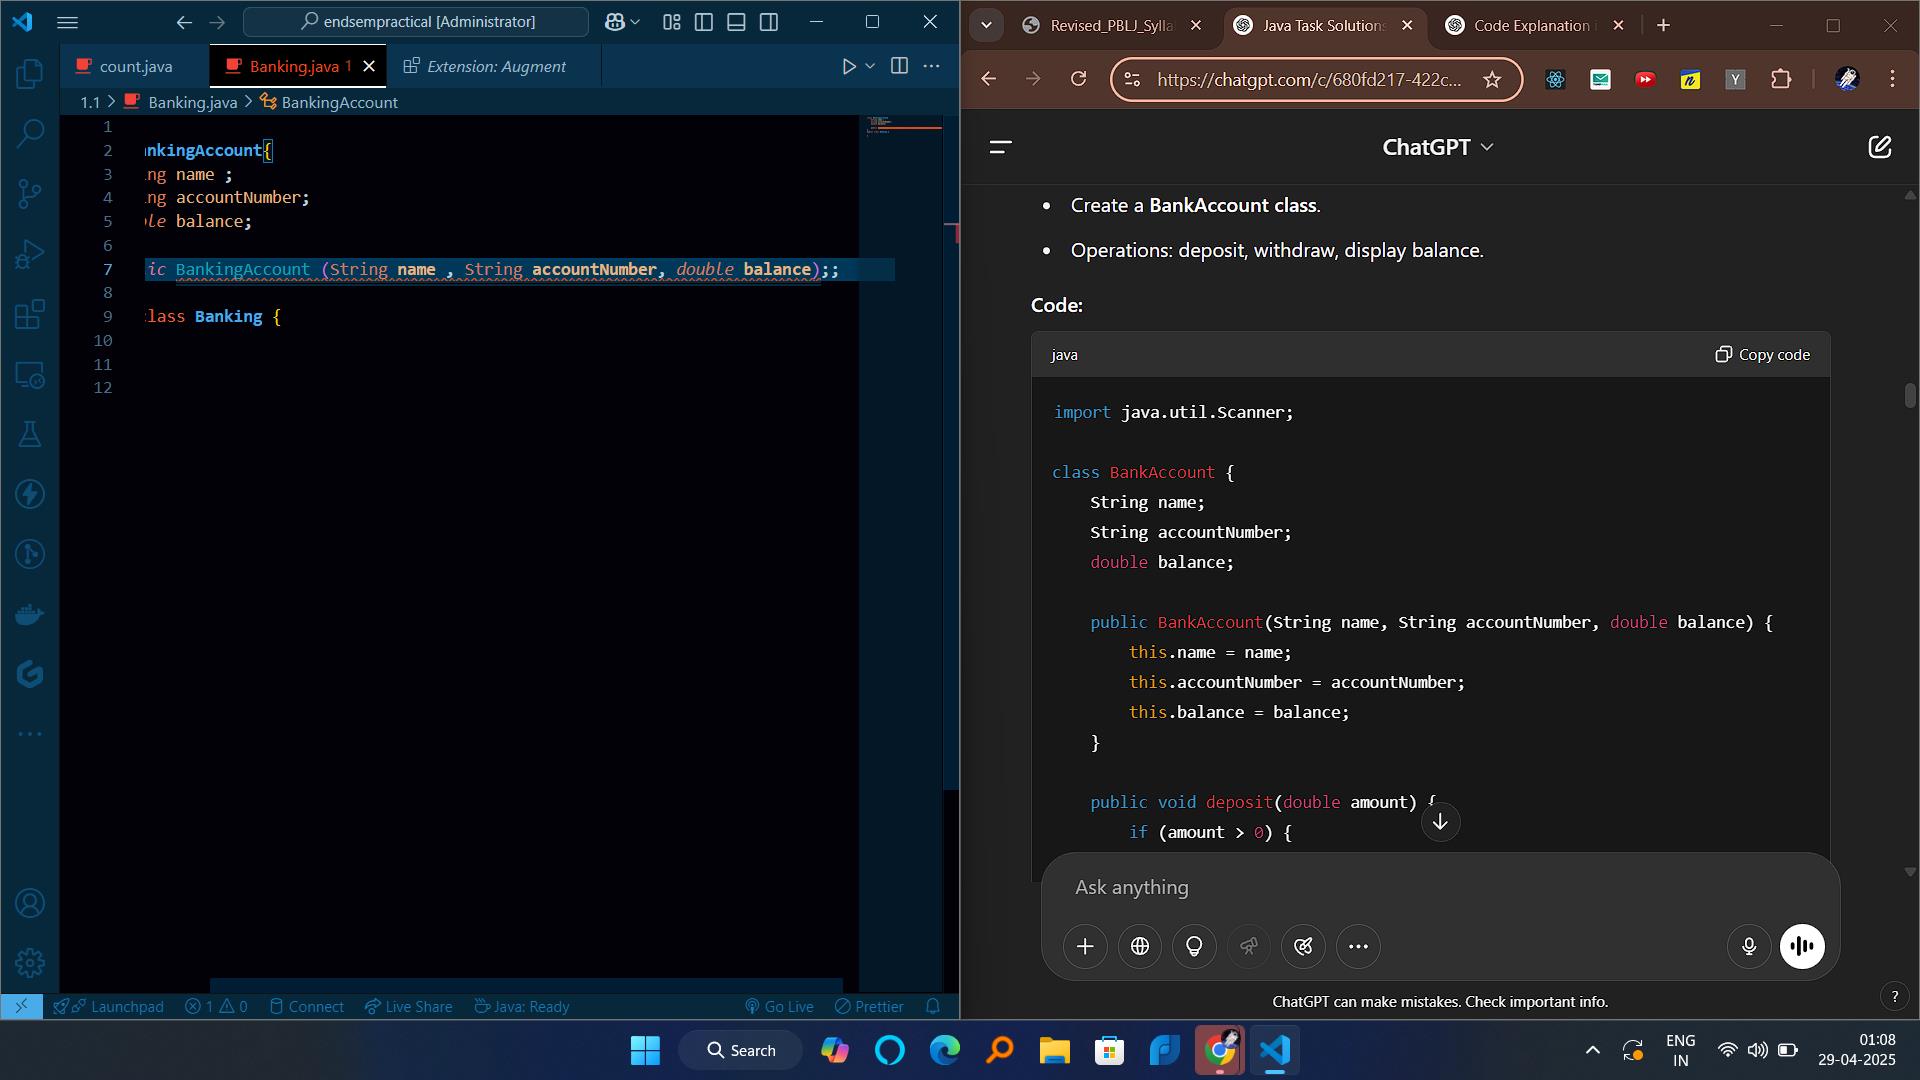 endsempractical [Administrator]
count.java
Banking.java 1
Extension: Augment
1.1 > Banking.java > BankingAccount
1
2 nkingAccount{
3 ng name ;
4 ng accountNumber;
5 le balance;
6
7 ic BankingAccount (String name , String accountNumber, double balance);;
8
9 lass Banking {
10
11
12
Launchpad
1 0
Connect
Live Share
Java: Ready
Go Live
Prettier
Revised_PBLJ_Sylla
Java Task Solutions
Code Explanation i
https://chatgpt.com/c/680fd217-422c...
n
Y
ChatGPT
• Create a BankAccount class.
• Operations: deposit, withdraw, display balance.
Code:
java
Copy code
import java.util.Scanner;
class BankAccount {
String name;
String accountNumber;
double balance;
public BankAccount(String name, String accountNumber, double balance) {
this.name = name;
this.accountNumber = accountNumber;
this.balance = balance;
}
public void deposit(double amount) {
if (amount > 0) {
Ask anything
ChatGPT can make mistakes. Check important info.
?
Search
ENG
IN
01:08
29-04-2025